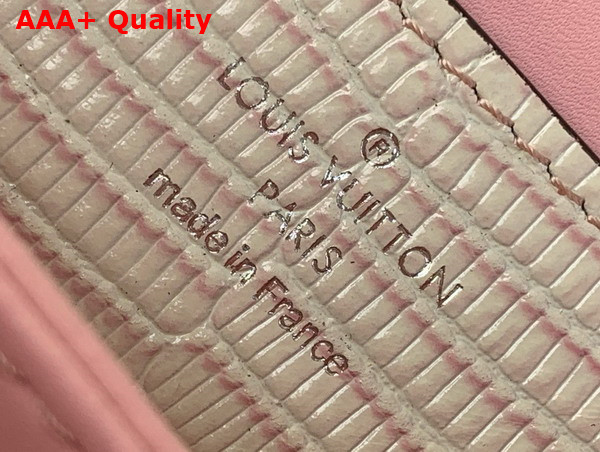 AAA+ Quality
®
LOUIS VUITTON
PARIS
made in France